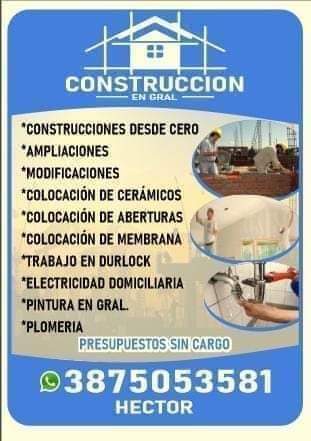 CONSTRUCCION
EN GRAL
*CONSTRUCCIONES DESDE CERO
*AMPLIACIONES
*MODIFICACIONES
*COLOCACIÓN DE CERÁMICOS
*COLOCACIÓN DE ABERTURAS
*COLOCACIÓN DE MEMBRANA
*TRABAJO EN DURLOCK
*ELECTRICIDAD DOMICILIARIA
*PINTURA EN GRAL.
*PLOMERIA
PRESUPUESTOS SIN CARGO
3875053581
HECTOR